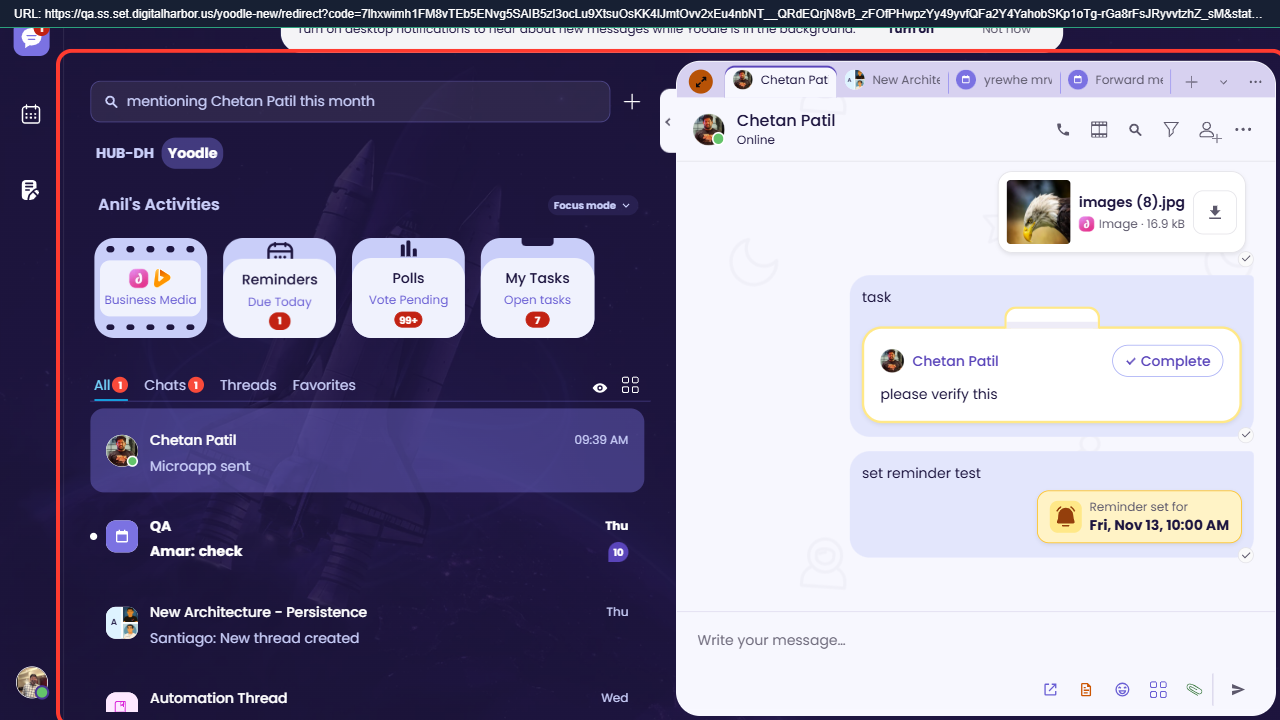 URL: https://qa.ss.set.digitalharbor.us/yoodle-new/redirect?code=7lhxwimh1FM8vTEb5ENvg5SAIB5zl3ocLu9XtsuOsKK4IJmtOvv2xEu4nbNT__QRdEQrjN8vB_zFOfPHwpzYy49yvfQFa2Y4YahobSKp1oTg-rGa8rFsJRyvvtzhZ_sM&stat...
Turn on desktop notifications to hear about new messages while Yoodle is in the background. Turn on Not now
mentioning Chetan Patil this month
HUB-DH Yoodle
Anil's Activities
Focus mode
Business Media
Reminders
Due Today
1
Polls
Vote Pending
99+
My Tasks
Open tasks
7
All 1 Chats 1 Threads Favorites
Chetan Patil 09:39 AM
Microapp sent
QA Thu
Amar: check 10
New Architecture - Persistence Thu
Santiago: New thread created
A
Automation Thread Wed
Chetan Pat New Archite yrewhe mrv Forward me
Chetan Patil
Online
images (8).jpg
Image · 16.9 kB
task
Chetan Patil
Complete
please verify this
set reminder test
Reminder set for
Fri, Nov 13, 10:00 AM
Write your message...